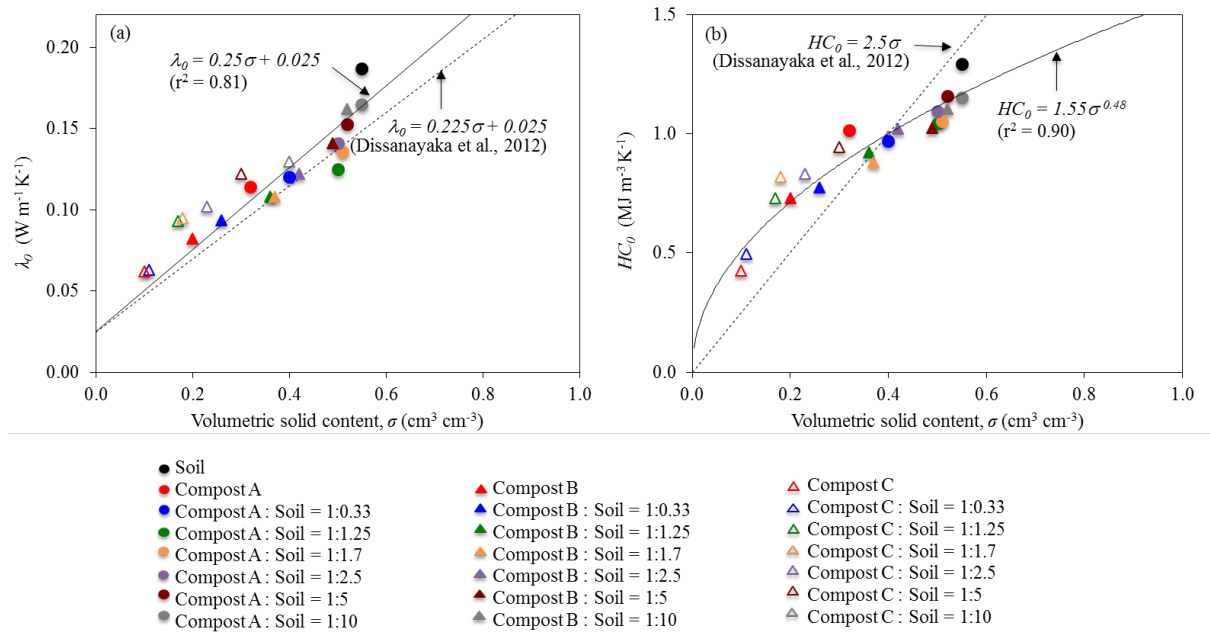 (a)
λ₀ = 0.25σ + 0.025
(r² = 0.81)
λ₀ = 0.225σ + 0.025
(Dissanayaka et al., 2012)
0.20
0.15
0.10
0.05
0.00
λ₀ (W m⁻¹ K⁻¹)
0.0 0.2 0.4 0.6 0.8 1.0
Volumetric solid content, σ (cm³ cm⁻³)
(b)
HC₀ = 2.5σ
(Dissanayaka et al., 2012)
HC₀ = 1.55σ⁰·⁴⁸
(r² = 0.90)
1.5
1.0
0.5
0.0
HC₀ (MJ m⁻³ K⁻¹)
0.0 0.2 0.4 0.6 0.8 1.0
Volumetric solid content, σ (cm³ cm⁻³)
Soil
Compost A
Compost A : Soil = 1:0.33
Compost A : Soil = 1:1.25
Compost A : Soil = 1:1.7
Compost A : Soil = 1:2.5
Compost A : Soil = 1:5
Compost A : Soil = 1:10
Compost B
Compost B : Soil = 1:0.33
Compost B : Soil = 1:1.25
Compost B : Soil = 1:1.7
Compost B : Soil = 1:2.5
Compost B : Soil = 1:5
Compost B : Soil = 1:10
Compost C
Compost C : Soil = 1:0.33
Compost C : Soil = 1:1.25
Compost C : Soil = 1:1.7
Compost C : Soil = 1:2.5
Compost C : Soil = 1:5
Compost C : Soil = 1:10